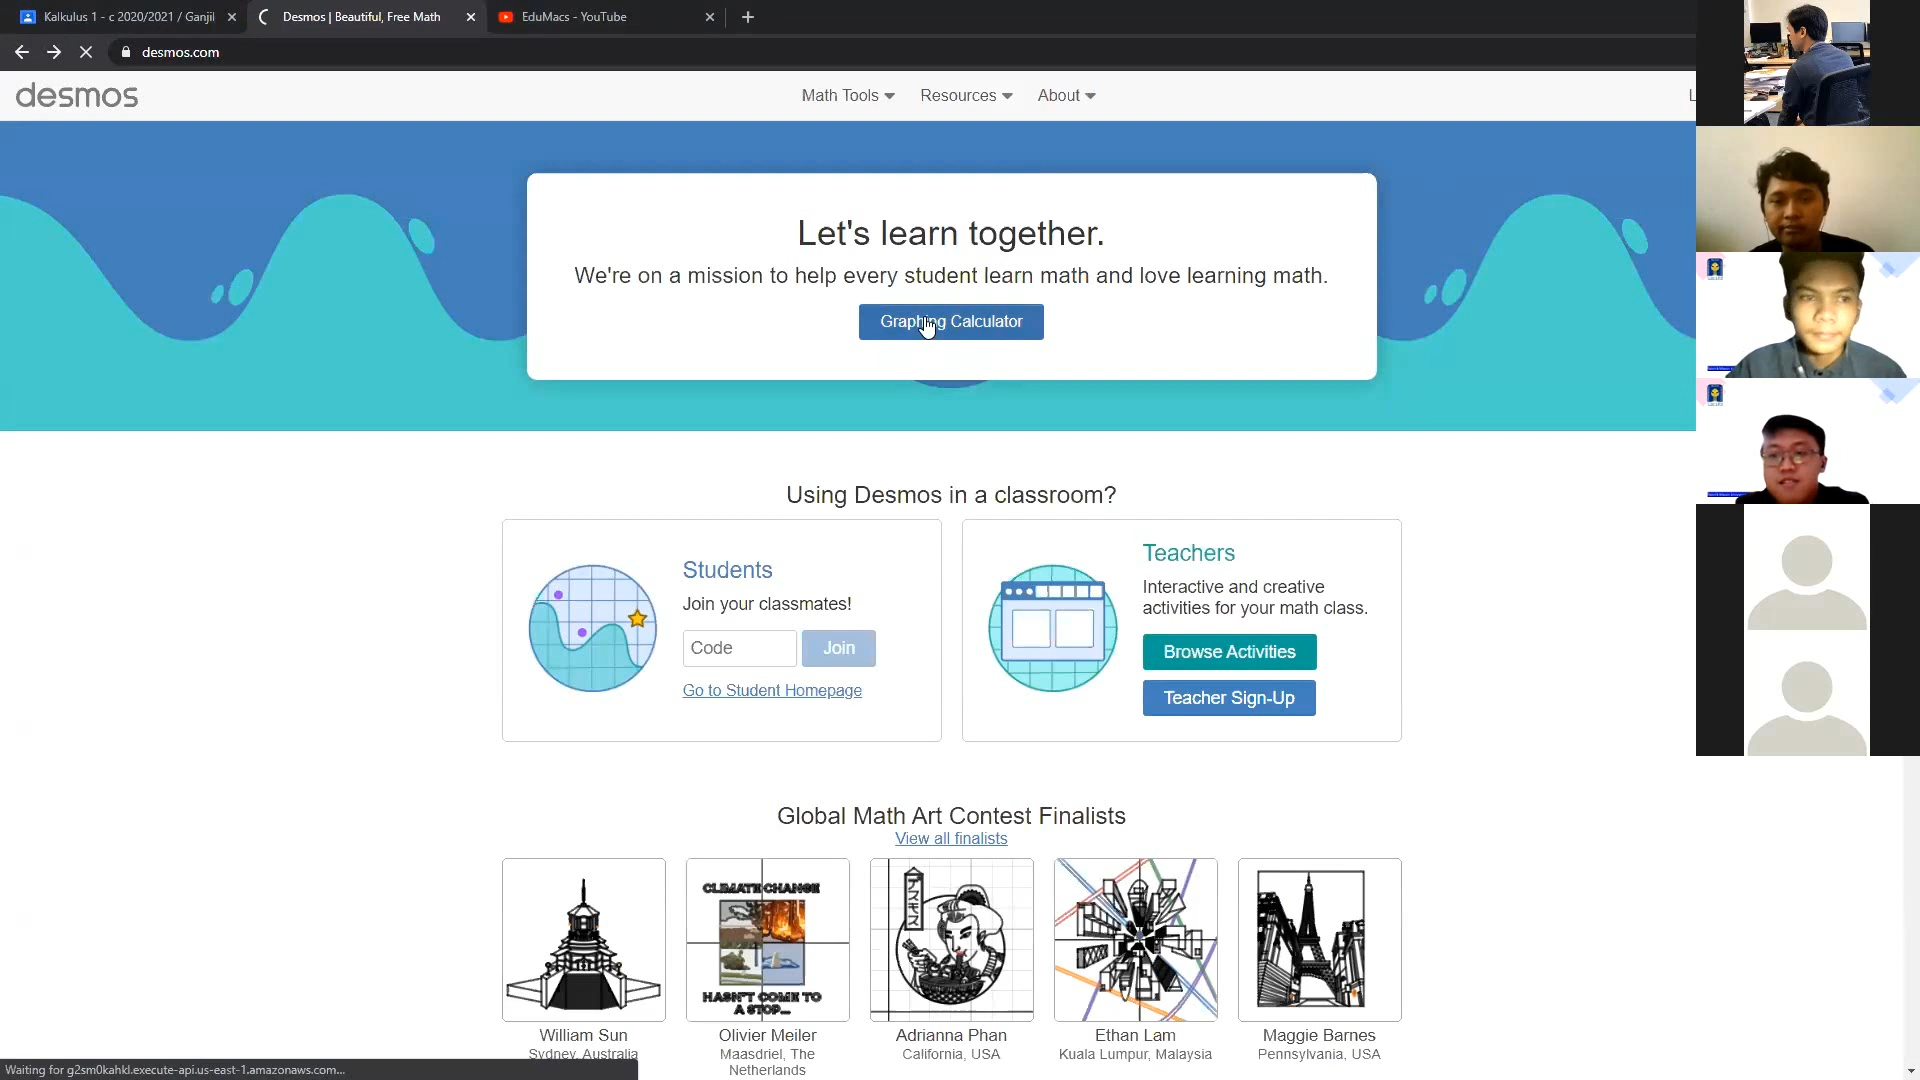 Kalkulus 1 - c 2020/2021 / Ganjil
Desmos | Beautiful, Free Math
EduMacs - YouTube
desmos.com
desmos
Math Tools
Resources
About
L
Let's learn together.
We're on a mission to help every student learn math and love learning math.
Graphing Calculator
Using Desmos in a classroom?
Students
Join your classmates!
Code
Join
Go to Student Homepage
Teachers
Interactive and creative
activities for your math class.
Browse Activities
Teacher Sign-Up
Global Math Art Contest Finalists
View all finalists
CLIMATE CHANGE
HASN'T COME TO
A STOP...
William Sun
Sydney, Australia
Olivier Meiler
Maasdriel, The
Netherlands
Adrianna Phan
California, USA
Ethan Lam
Kuala Lumpur, Malaysia
Maggie Barnes
Pennsylvania, USA
Waiting for g2sm0kahkl.execute-api.us-east-1.amazonaws.com...